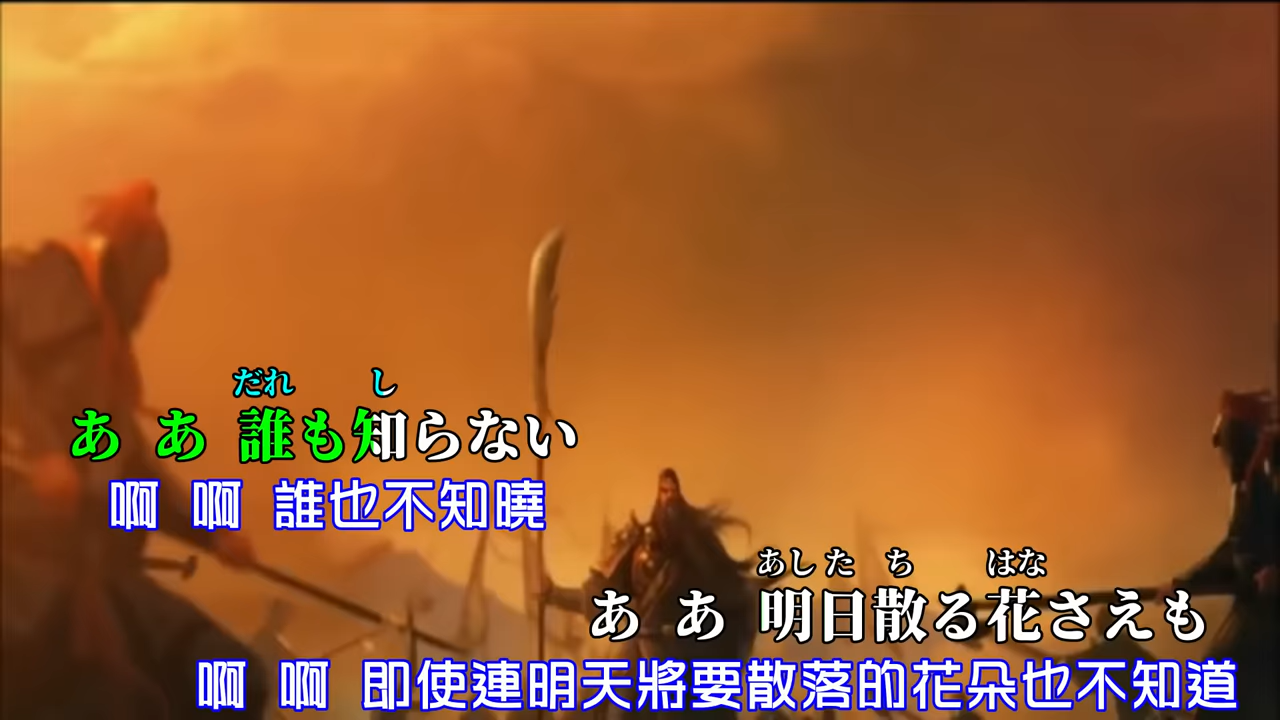 だれ し
あ あ 誰も知らない
啊 啊 誰也不知曉
あした ち はな
あ あ 明日散る花さえも
啊 啊 即使連明天將要散落的花朵也不知道